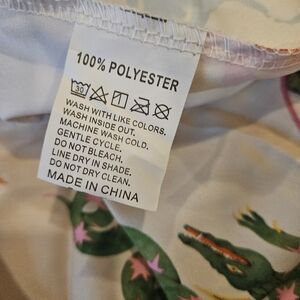 100% POLYESTER
30
WASH WITH LIKE COLORS.
WASH INSIDE OUT.
MACHINE WASH COLD.
GENTLE CYCLE.
DO NOT BLEACH.
LINE DRY IN SHADE.
DO NOT DRY CLEAN.
MADE IN CHINA